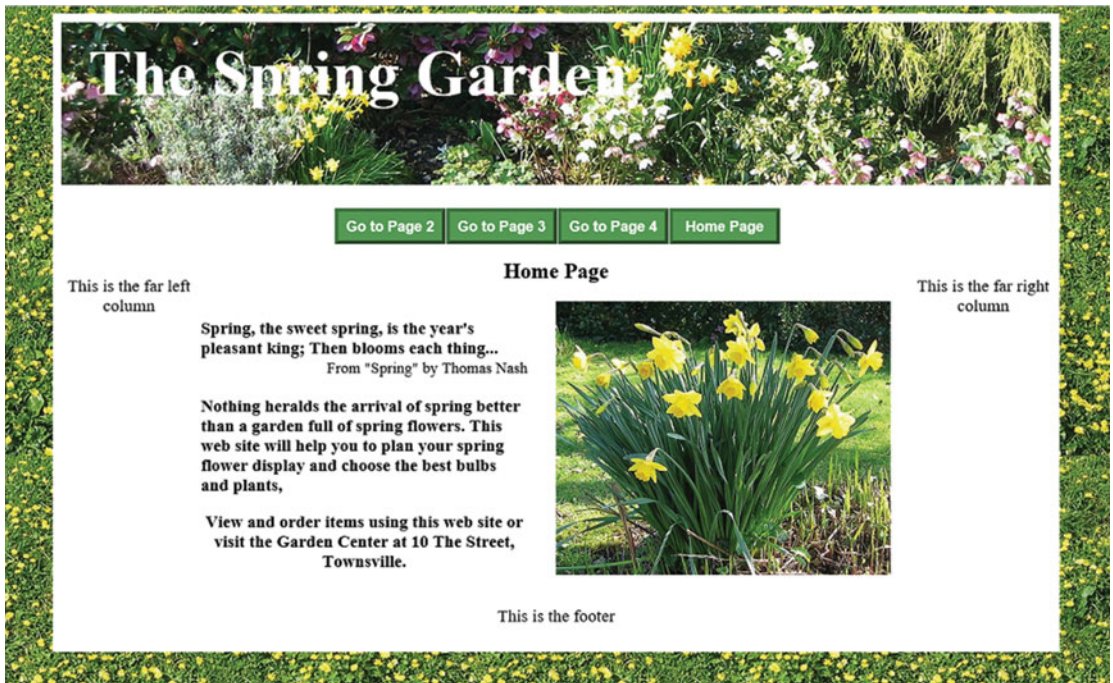 The Spring Garden
Go to Page 2 Go to Page 3 Go to Page 4 Home Page
Home Page
This is the far left
column
Spring, the sweet spring, is the year's
pleasant king; Then blooms each thing...
From "Spring" by Thomas Nash
Nothing heralds the arrival of spring better
than a garden full of spring flowers. This
web site will help you to plan your spring
flower display and choose the best bulbs
and plants,
View and order items using this web site or
visit the Garden Center at 10 The Street,
Townsville.
This is the far right
column
This is the footer